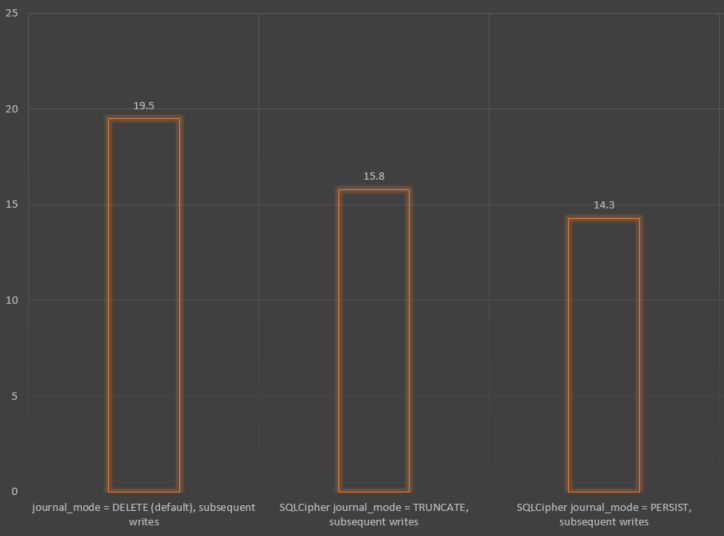 25
20
15
10
5
0
19.5
15.8
14.3
journal_mode = DELETE (default), subsequent
writes
SQLCipher journal_mode = TRUNCATE,
subsequent writes
SQLCipher journal_mode = PERSIST,
subsequent writes